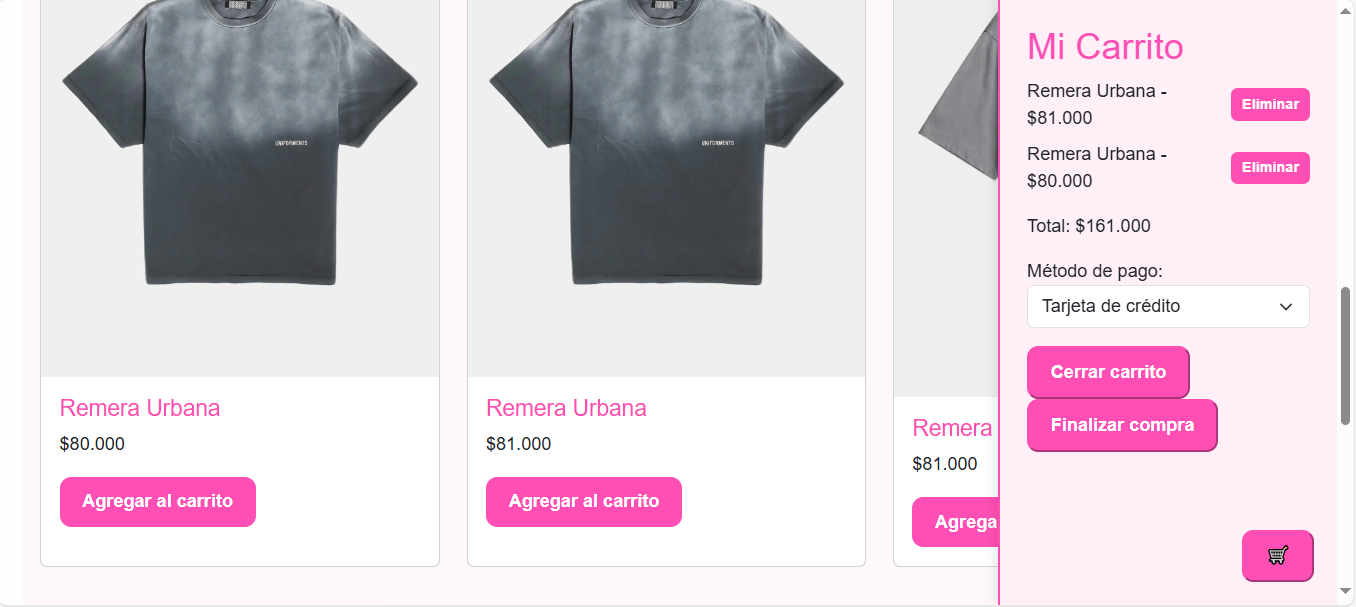 UNIFORMENTS
Remera Urbana
$80.000
Agregar al carrito
UNIFORMENTS
Remera Urbana
$81.000
Agregar al carrito
Remera
$81.000
Agrega
Mi Carrito
Remera Urbana -
$81.000
Eliminar
Remera Urbana -
$80.000
Eliminar
Total: $161.000
Método de pago:
Tarjeta de crédito
Cerrar carrito
Finalizar compra